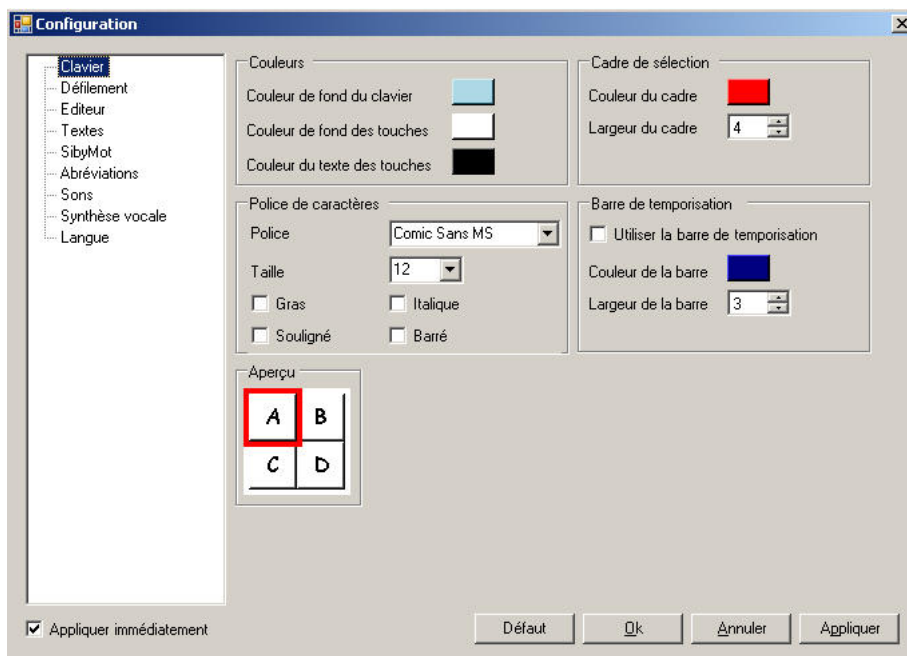 Configuration
Clavier
Défilement
Editeur
Textes
SibyMot
Abréviations
Sons
Synthèse vocale
Langue
Couleurs
Couleur de fond du clavier
Couleur de fond des touches
Couleur du texte des touches
Cadre de sélection
Couleur du cadre
Largeur du cadre 4
Police de caractères
Police Comic Sans MS
Taille 12
Gras Italique
Souligné Barré
Barre de temporisation
Utiliser la barre de temporisation
Couleur de la barre
Largeur de la barre 3
Aperçu
A B
C D
Appliquer immédiatement
Défaut Ok Annuler Appliquer